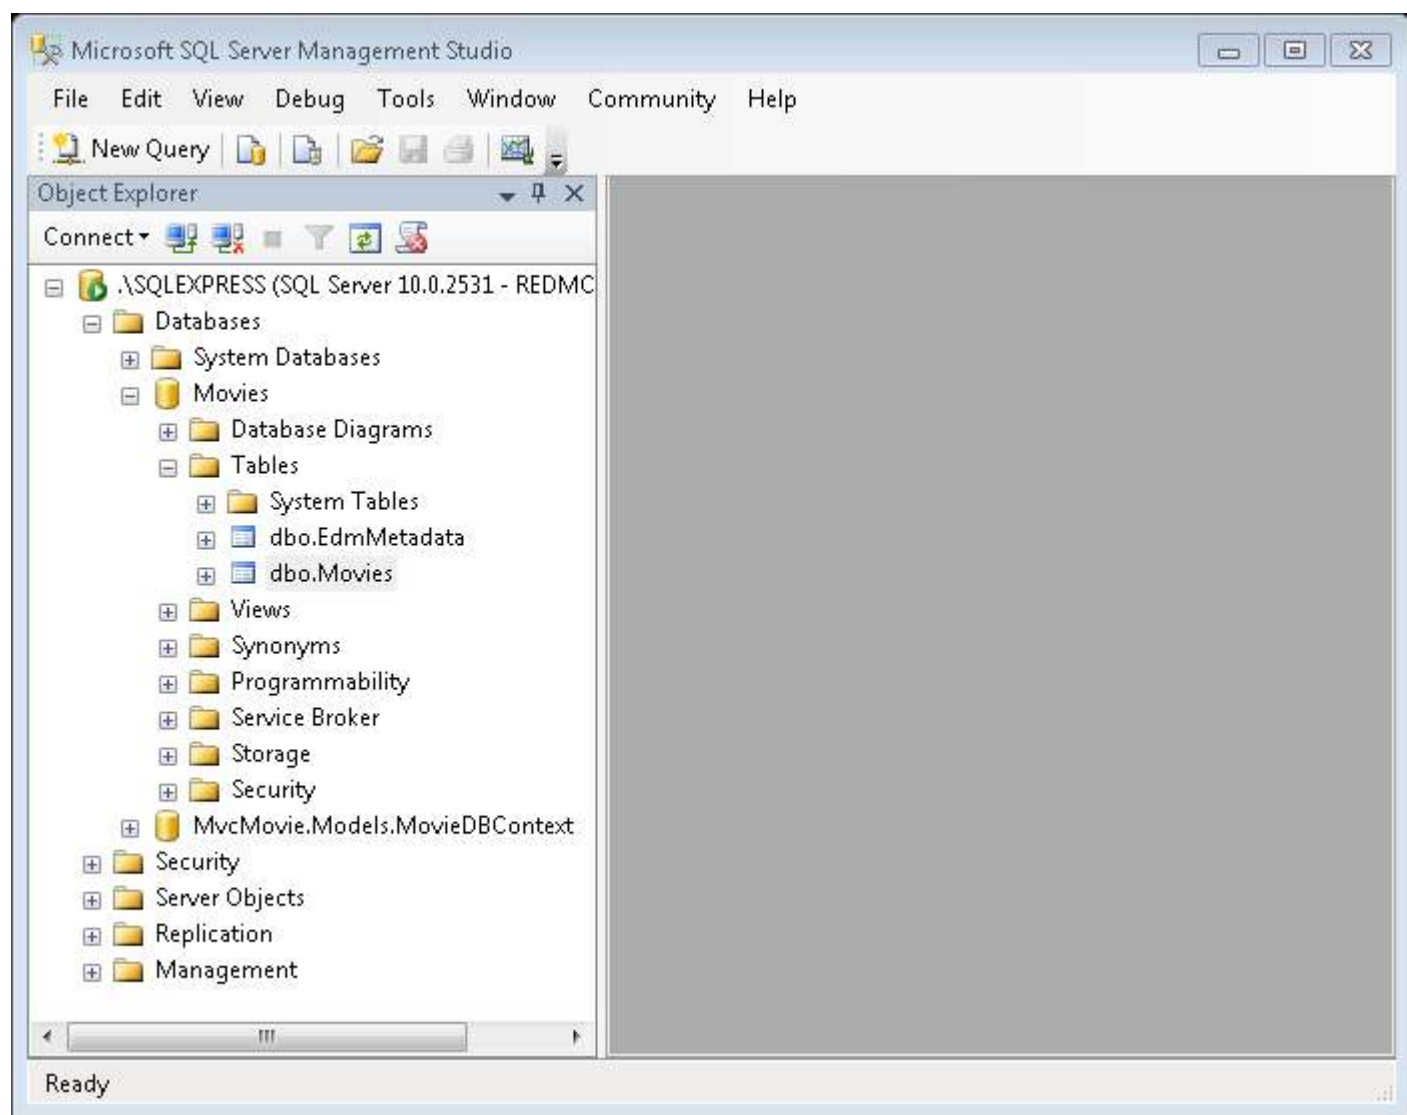 Microsoft SQL Server Management Studio
File Edit View Debug Tools Window Community Help
New Query
Object Explorer
Connect
.\SQLEXPRESS (SQL Server 10.0.2531 - REDMC
Databases
System Databases
Movies
Database Diagrams
Tables
System Tables
dbo.EdmMetadata
dbo.Movies
Views
Synonyms
Programmability
Service Broker
Storage
Security
MvcMovie.Models.MovieDBContext
Security
Server Objects
Replication
Management
Ready